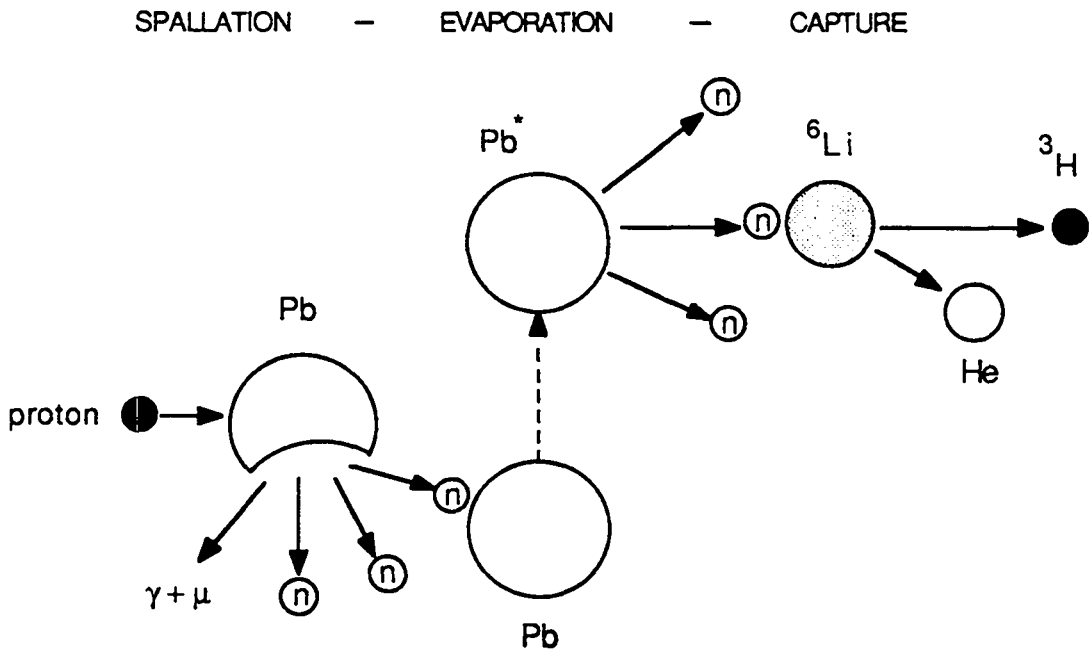 SPALLATION – EVAPORATION – CAPTURE
n
Pb*
⁶Li
³H
n
n
He
Pb
proton
n
n
n
γ + μ
Pb